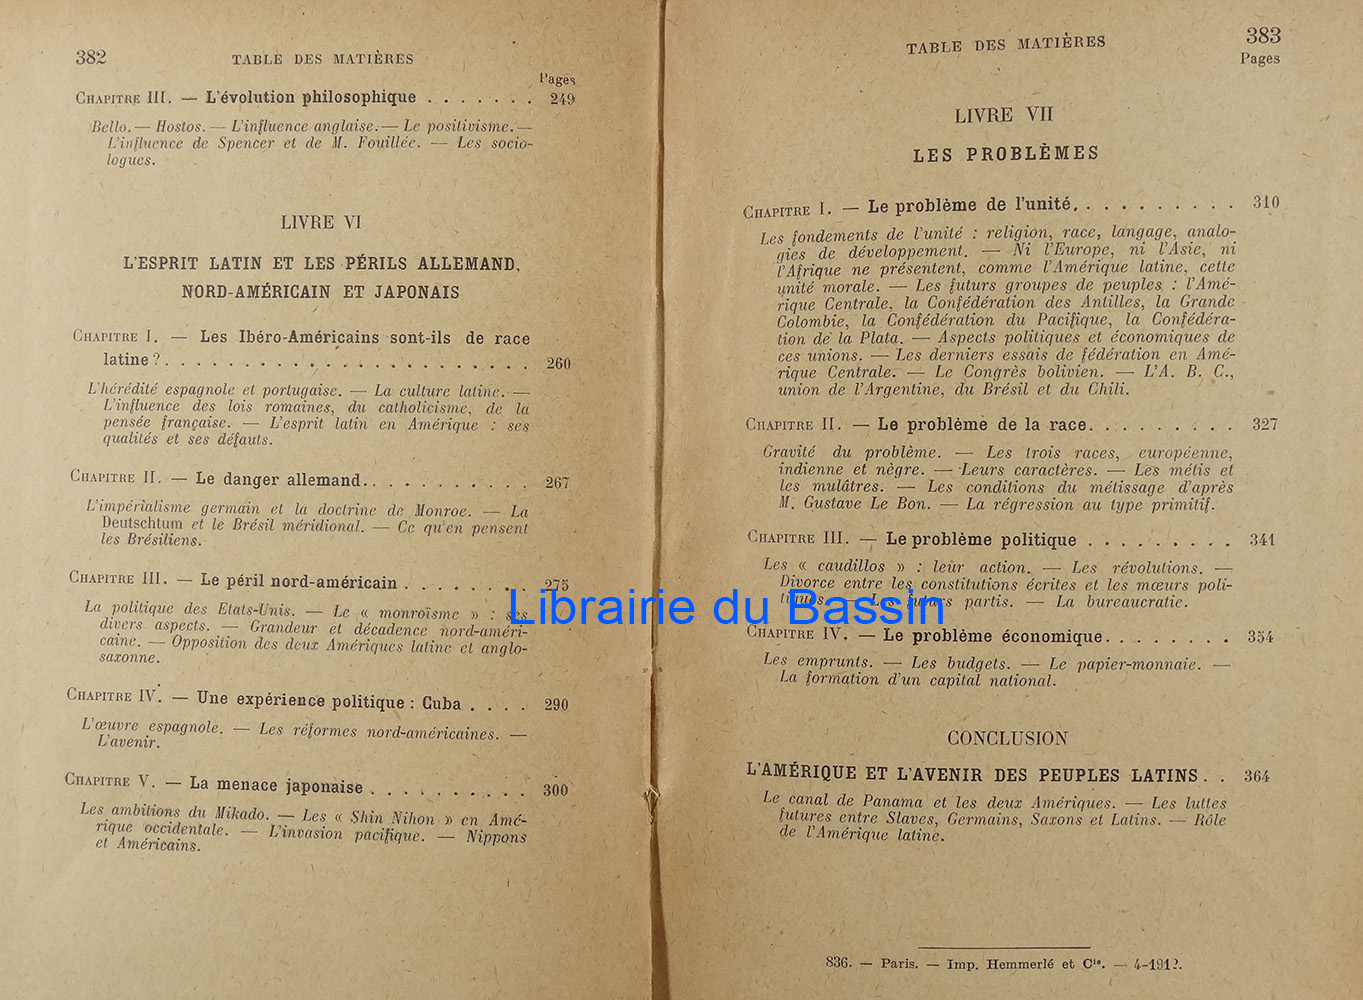 382
TABLE DES MATIÈRES
Pages
CHAPITRE III. — L'évolution philosophique . . . . . . . 249
Bello. — Hostos. — L'influence anglaise. — Le positivisme. —
L'influence de Spencer et de M. Fouillée. — Les socio-
logues.
LIVRE VI
L'ESPRIT LATIN ET LES PÉRILS ALLEMAND,
NORD-AMÉRICAIN ET JAPONAIS
CHAPITRE I. — Les Ibéro-Américains sont-ils de race
latine ? . . . . . . . . . . . . . . . . . . . . . . . 260
L'hérédité espagnole et portugaise. — La culture latine. —
L'influence des lois romaines, du catholicisme, de la
pensée française. — L'esprit latin en Amérique : ses
qualités et ses défauts.
CHAPITRE II. — Le danger allemand. . . . . . . . . . . 267
L'impérialisme germain et la doctrine de Monroe. — La
Deutschtum et le Brésil méridional. — Ce qu'en pensent
les Brésiliens.
CHAPITRE III. — Le péril nord-américain . . . . . . . 275
La politique des Etats-Unis. — Le « monroïsme » : ses
divers aspects. — Grandeur et décadence nord-améri-
caine. — Opposition des deux Amériques latine et anglo-
saxonne.
CHAPITRE IV. — Une expérience politique : Cuba . . . . 290
L'œuvre espagnole. — Les réformes nord-américaines. —
L'avenir.
CHAPITRE V. — La menace japonaise . . . . . . . . . . 300
Les ambitions du Mikado. — Les « Shin Nihon » en Amé-
rique occidentale. — L'invasion pacifique. — Nippons
et Américains.
TABLE DES MATIÈRES
383
Pages
LIVRE VII
LES PROBLÈMES
CHAPITRE I. — Le problème de l'unité. . . . . . . . . . 310
Les fondements de l'unité : religion, race, langage, analo-
gies de développement. — Ni l'Europe, ni l'Asie, ni
l'Afrique ne présentent, comme l'Amérique latine, cette
unité morale. — Les futurs groupes de peuples : l'Amé-
rique Centrale, la Confédération des Antilles, la Grande
Colombie, la Confédération du Pacifique, la Confédéra-
tion de la Plata. — Aspects politiques et économiques de
ces unions. — Les derniers essais de fédération en Amé-
rique Centrale. — Le Congrès bolivien. — L'A. B. C.,
union de l'Argentine, du Brésil et du Chili.
CHAPITRE II. — Le problème de la race. . . . . . . . . 327
Gravité du problème. — Les trois races, européenne,
indienne et nègre. — Leurs caractères. — Les métis et
les mulâtres. — Les conditions du métissage d'après
M. Gustave Le Bon. — La régression au type primitif.
CHAPITRE III. — Le problème politique . . . . . . . . . 341
Les « caudillos » : leur action. — Les révolutions. —
Divorce entre les constitutions écrites et les mœurs poli-
tiques. — Les futurs partis. — La bureaucratie.
CHAPITRE IV. — Le problème économique. . . . . . . . 354
Les emprunts. — Les budgets. — Le papier-monnaie. —
La formation d'un capital national.
CONCLUSION
L'AMÉRIQUE ET L'AVENIR DES PEUPLES LATINS . . 364
Le canal de Panama et les deux Amériques. — Les luttes
futures entre Slaves, Germains, Saxons et Latins. — Rôle
de l'Amérique latine.
836. — Paris. — Imp. Hemmerlé et Cie. — 4-1912.
Librairie du Bassin